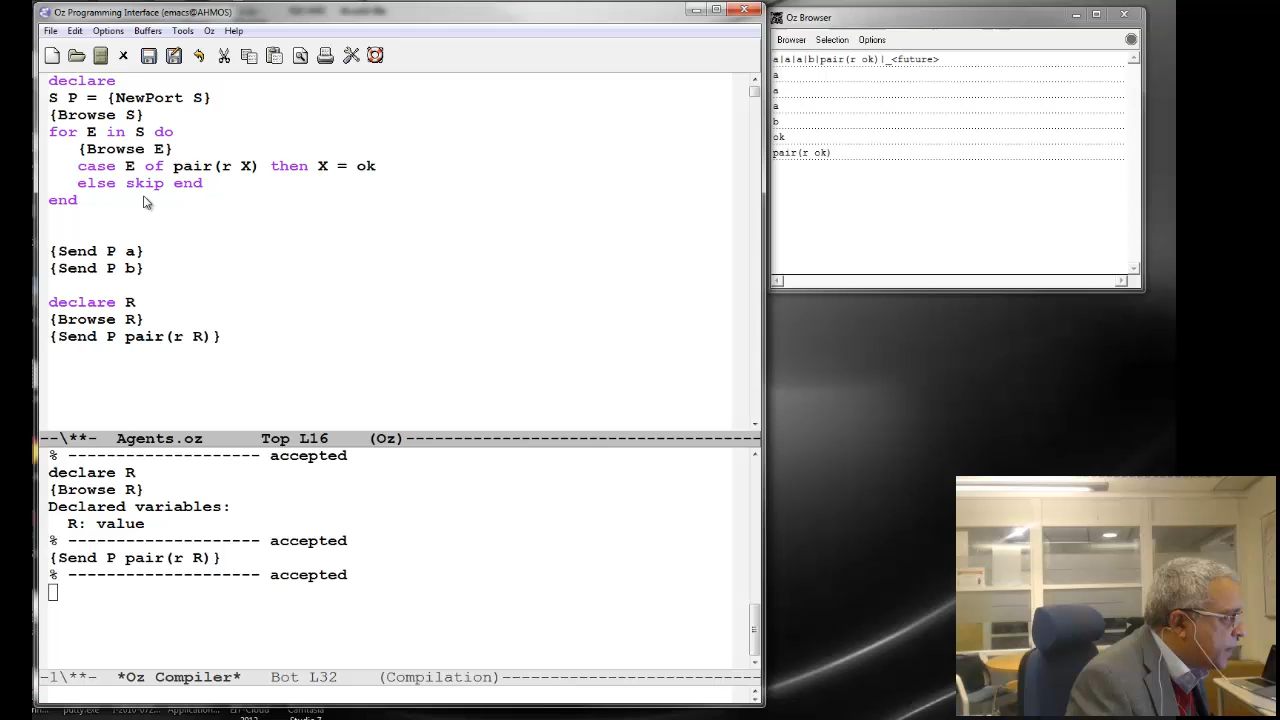 Oz Programming Interface (emacs@AHMOS)
File Edit Options Buffers Tools Oz Help
declare
S P = {NewPort S}
{Browse S}
for E in S do
{Browse E}
case E of pair(r X) then X = ok
else skip end
end
{Send P a}
{Send P b}
declare R
{Browse R}
{Send P pair(r R)}
--\**- Agents.oz Top L16 (Oz)----------------------------------------
% -------------------- accepted
declare R
{Browse R}
Declared variables:
R: value
% -------------------- accepted
{Send P pair(r R)}
% -------------------- accepted
-1\**- *Oz Compiler* Bot L32 (Compilation)----------------------------
Oz Browser
Browser Selection Options
a|a|a|b|pair(r ok)|_<future>
a
a
a
b
ok
pair(r ok)
putty.exe